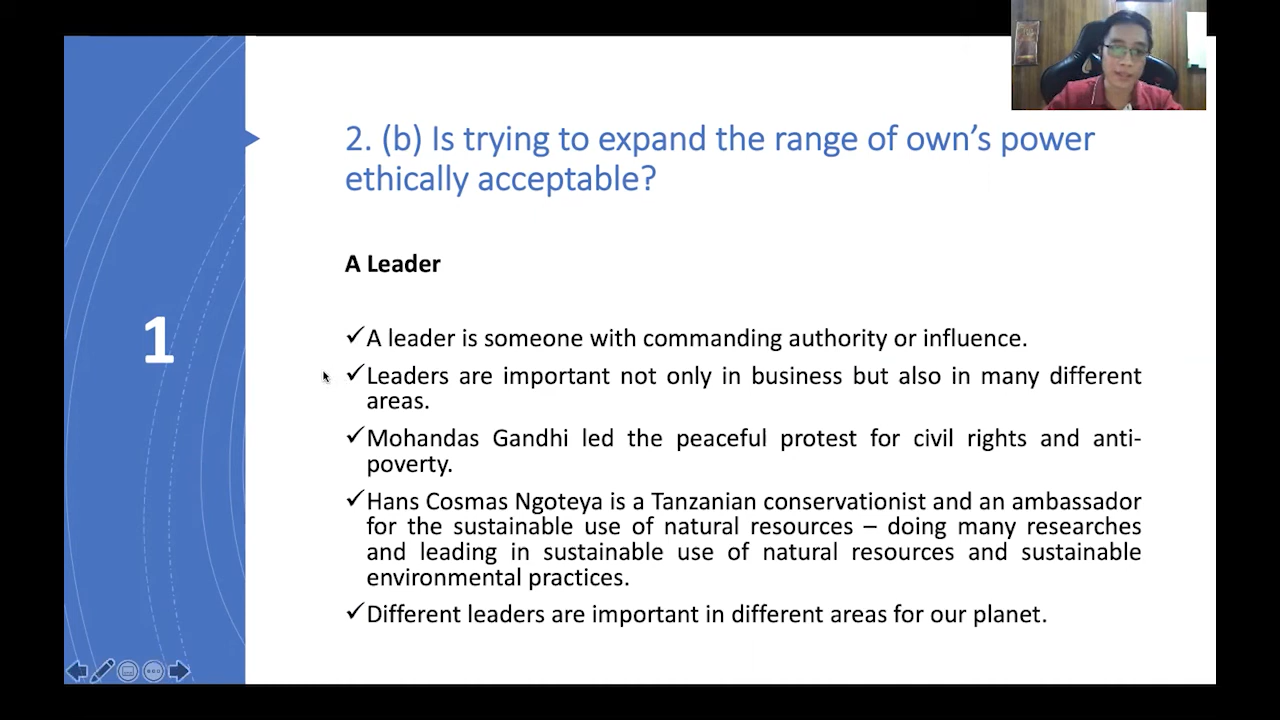 2. (b) Is trying to expand the range of own’s power
ethically acceptable?
A Leader
1
✓A leader is someone with commanding authority or influence.
✓Leaders are important not only in business but also in many different
areas.
✓Mohandas Gandhi led the peaceful protest for civil rights and anti-
poverty.
✓Hans Cosmas Ngoteya is a Tanzanian conservationist and an ambassador
for the sustainable use of natural resources – doing many researches
and leading in sustainable use of natural resources and sustainable
environmental practices.
✓Different leaders are important in different areas for our planet.